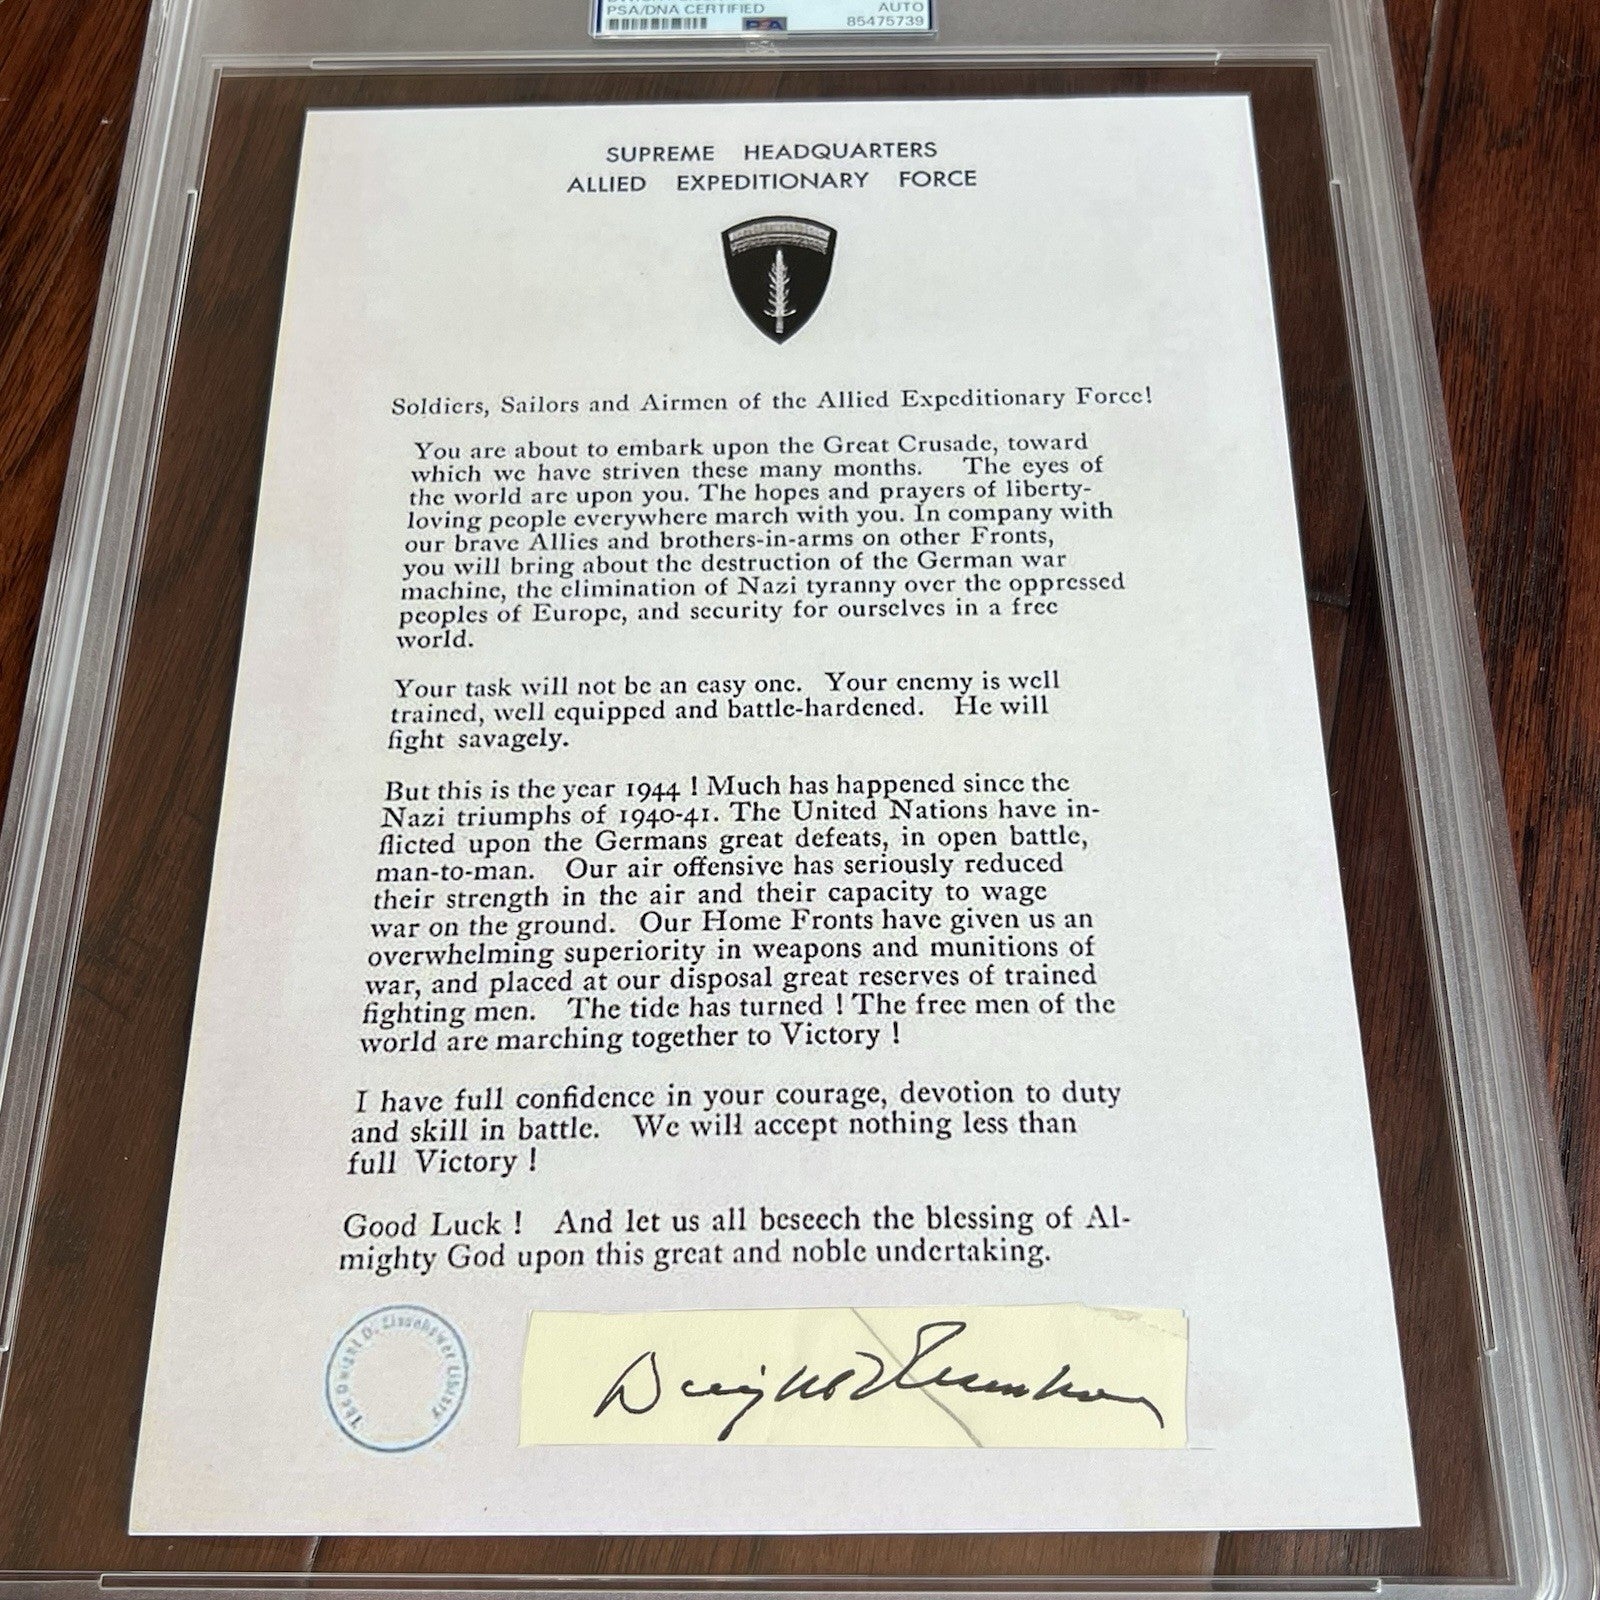 PSA/DNA CERTIFIED
AUTO
PSA
85475739
PSA
SUPREME HEADQUARTERS
ALLIED EXPEDITIONARY FORCE
Soldiers, Sailors and Airmen of the Allied Expeditionary Force!
You are about to embark upon the Great Crusade, toward
which we have striven these many months. The eyes of
the world are upon you. The hopes and prayers of liberty-
loving people everywhere march with you. In company with
our brave Allies and brothers-in-arms on other Fronts,
you will bring about the destruction of the German war
machine, the elimination of Nazi tyranny over the oppressed
peoples of Europe, and security for ourselves in a free
world.
Your task will not be an easy one. Your enemy is well
trained, well equipped and battle-hardened. He will
fight savagely.
But this is the year 1944 ! Much has happened since the
Nazi triumphs of 1940-41. The United Nations have in-
flicted upon the Germans great defeats, in open battle,
man-to-man. Our air offensive has seriously reduced
their strength in the air and their capacity to wage
war on the ground. Our Home Fronts have given us an
overwhelming superiority in weapons and munitions of
war, and placed at our disposal great reserves of trained
fighting men. The tide has turned ! The free men of the
world are marching together to Victory !
I have full confidence in your courage, devotion to duty
and skill in battle. We will accept nothing less than
full Victory !
Good Luck ! And let us all beseech the blessing of Al-
mighty God upon this great and noble undertaking.
The Dwight D. Eisenhower Library
Dwight D Eisenhower